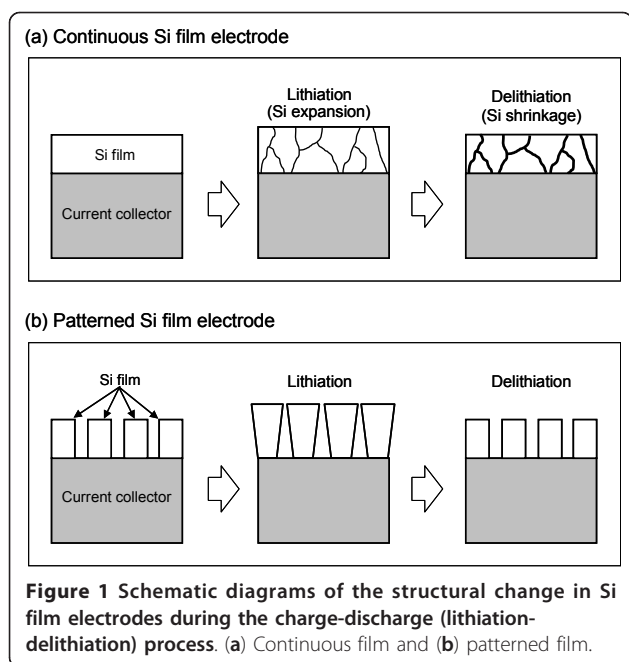 (a) Continuous Si film electrode
Lithiation
(Si expansion)
Delithiation
(Si shrinkage)
Si film
Current collector
(b) Patterned Si film electrode
Si film
Lithiation
Delithiation
Current collector
Figure 1 Schematic diagrams of the structural change in Si
film electrodes during the charge-discharge (lithiation-
delithiation) process. (a) Continuous film and (b) patterned film.